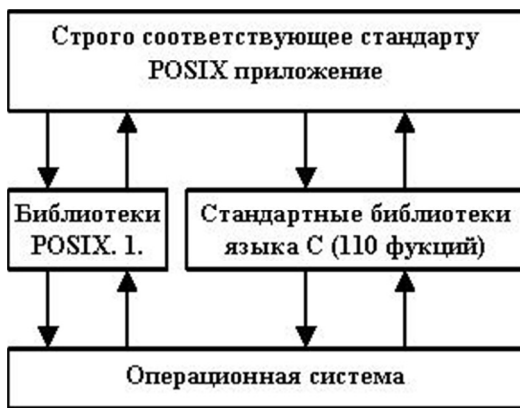 Строго соответствующее стандарту
POSIX приложение
Библиотеки
POSIX. 1.
Стандартные библиотеки
языка С (110 фукций)
Операционная система